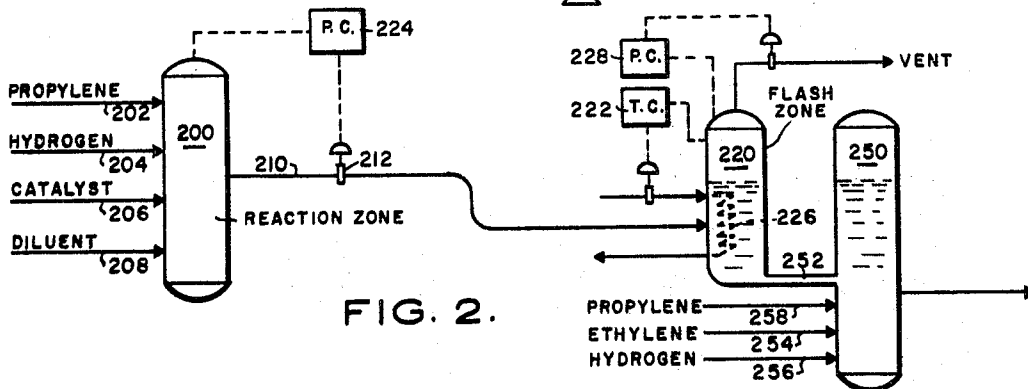 P.C.
224
PROPYLENE
202
200
HYDROGEN
204
CATALYST
206
DILUENT
208
REACTION ZONE
210
212
228
P.C.
VENT
222
T.C.
FLASH
ZONE
220
250
226
252
PROPYLENE
258
ETHYLENE
254
HYDROGEN
256
FIG. 2.